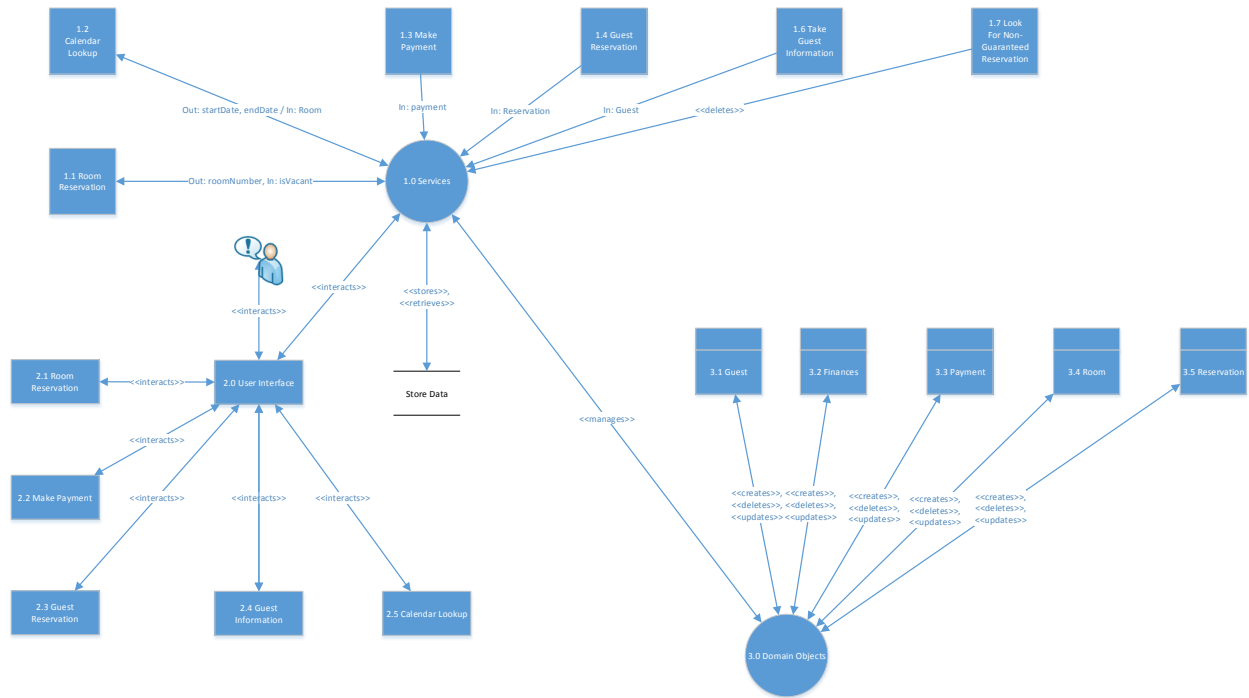 1.2
Calendar
Lookup
1.3 Make
Payment
1.4 Guest
Reservation
1.6 Take
Guest
Information
1.7 Look
For Non-
Guaranteed
Reservation
Out: startDate, endDate / In: Room
In: payment
In: Reservation
In: Guest
<<deletes>>
1.1 Room
Reservation
Out: roomNumber, In: isVacant
1.0 Services
!
<<interacts>>
<<interacts>>
<<stores>>,
<<retrieves>>
2.1 Room
Reservation
<<interacts>>
2.0 User Interface
Store Data
3.1 Guest
3.2 Finances
3.3 Payment
3.4 Room
3.5 Reservation
<<manages>>
<<interacts>>
2.2 Make Payment
<<interacts>>
<<interacts>>
<<interacts>>
<<creates>>,
<<deletes>>,
<<updates>>
<<creates>>,
<<deletes>>,
<<updates>>
<<creates>>,
<<deletes>>,
<<updates>>
<<creates>>,
<<deletes>>,
<<updates>>
<<creates>>,
<<deletes>>,
<<updates>>
2.3 Guest
Reservation
2.4 Guest
Information
2.5 Calendar Lookup
3.0 Domain Objects